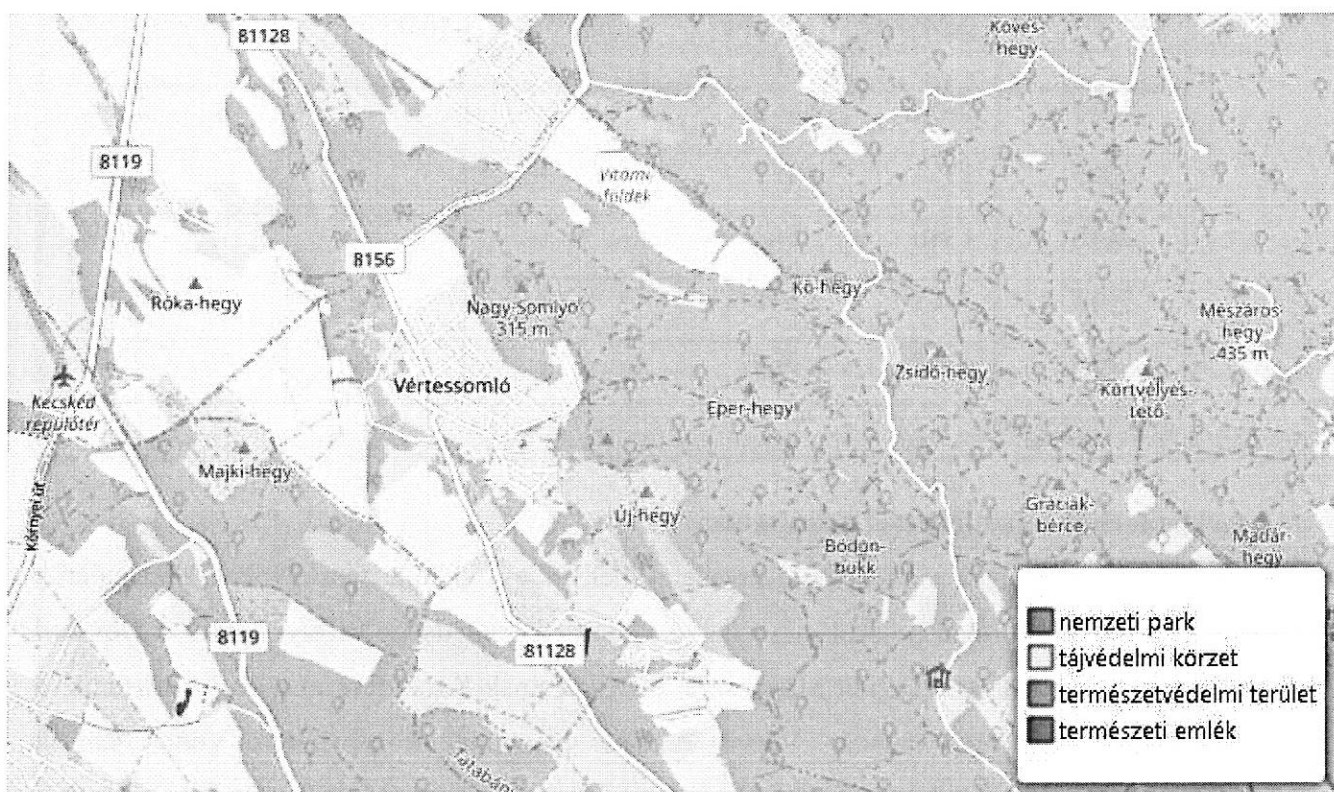 81128
Köves-
hegy
8119
Vitámi
földek
8156
Kő-hegy
Róka-hegy
Nagy-Somlyó
315 m
Mészáros-
hegy
435 m
Zsidó-hegy
Vértessomló
Körtvélyes-
tető
Kecskéd
repülőtér
Eper-hegy
Majki-hegy
Környei út
Új-hegy
Gráciák-
bérce
Bödön-
bükk
Madár-
hegy
8119
81128
nemzeti park
tájvédelmi körzet
természetvédelmi terület
természeti emlék